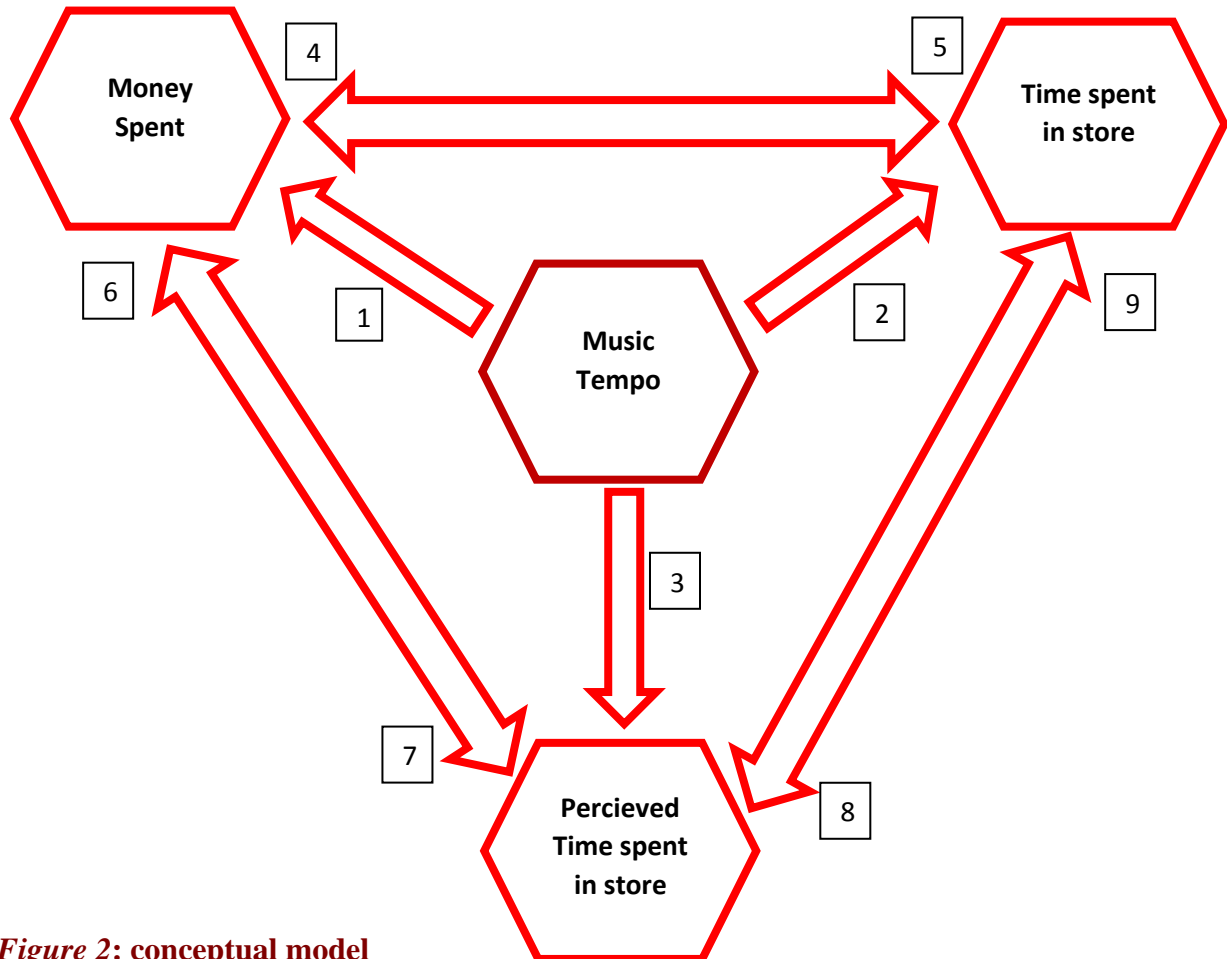 4
5
Money
Spent
Time spent
in store
6
1
2
9
Music
Tempo
3
7
8
Percieved
Time spent
in store
Figure 2: conceptual model